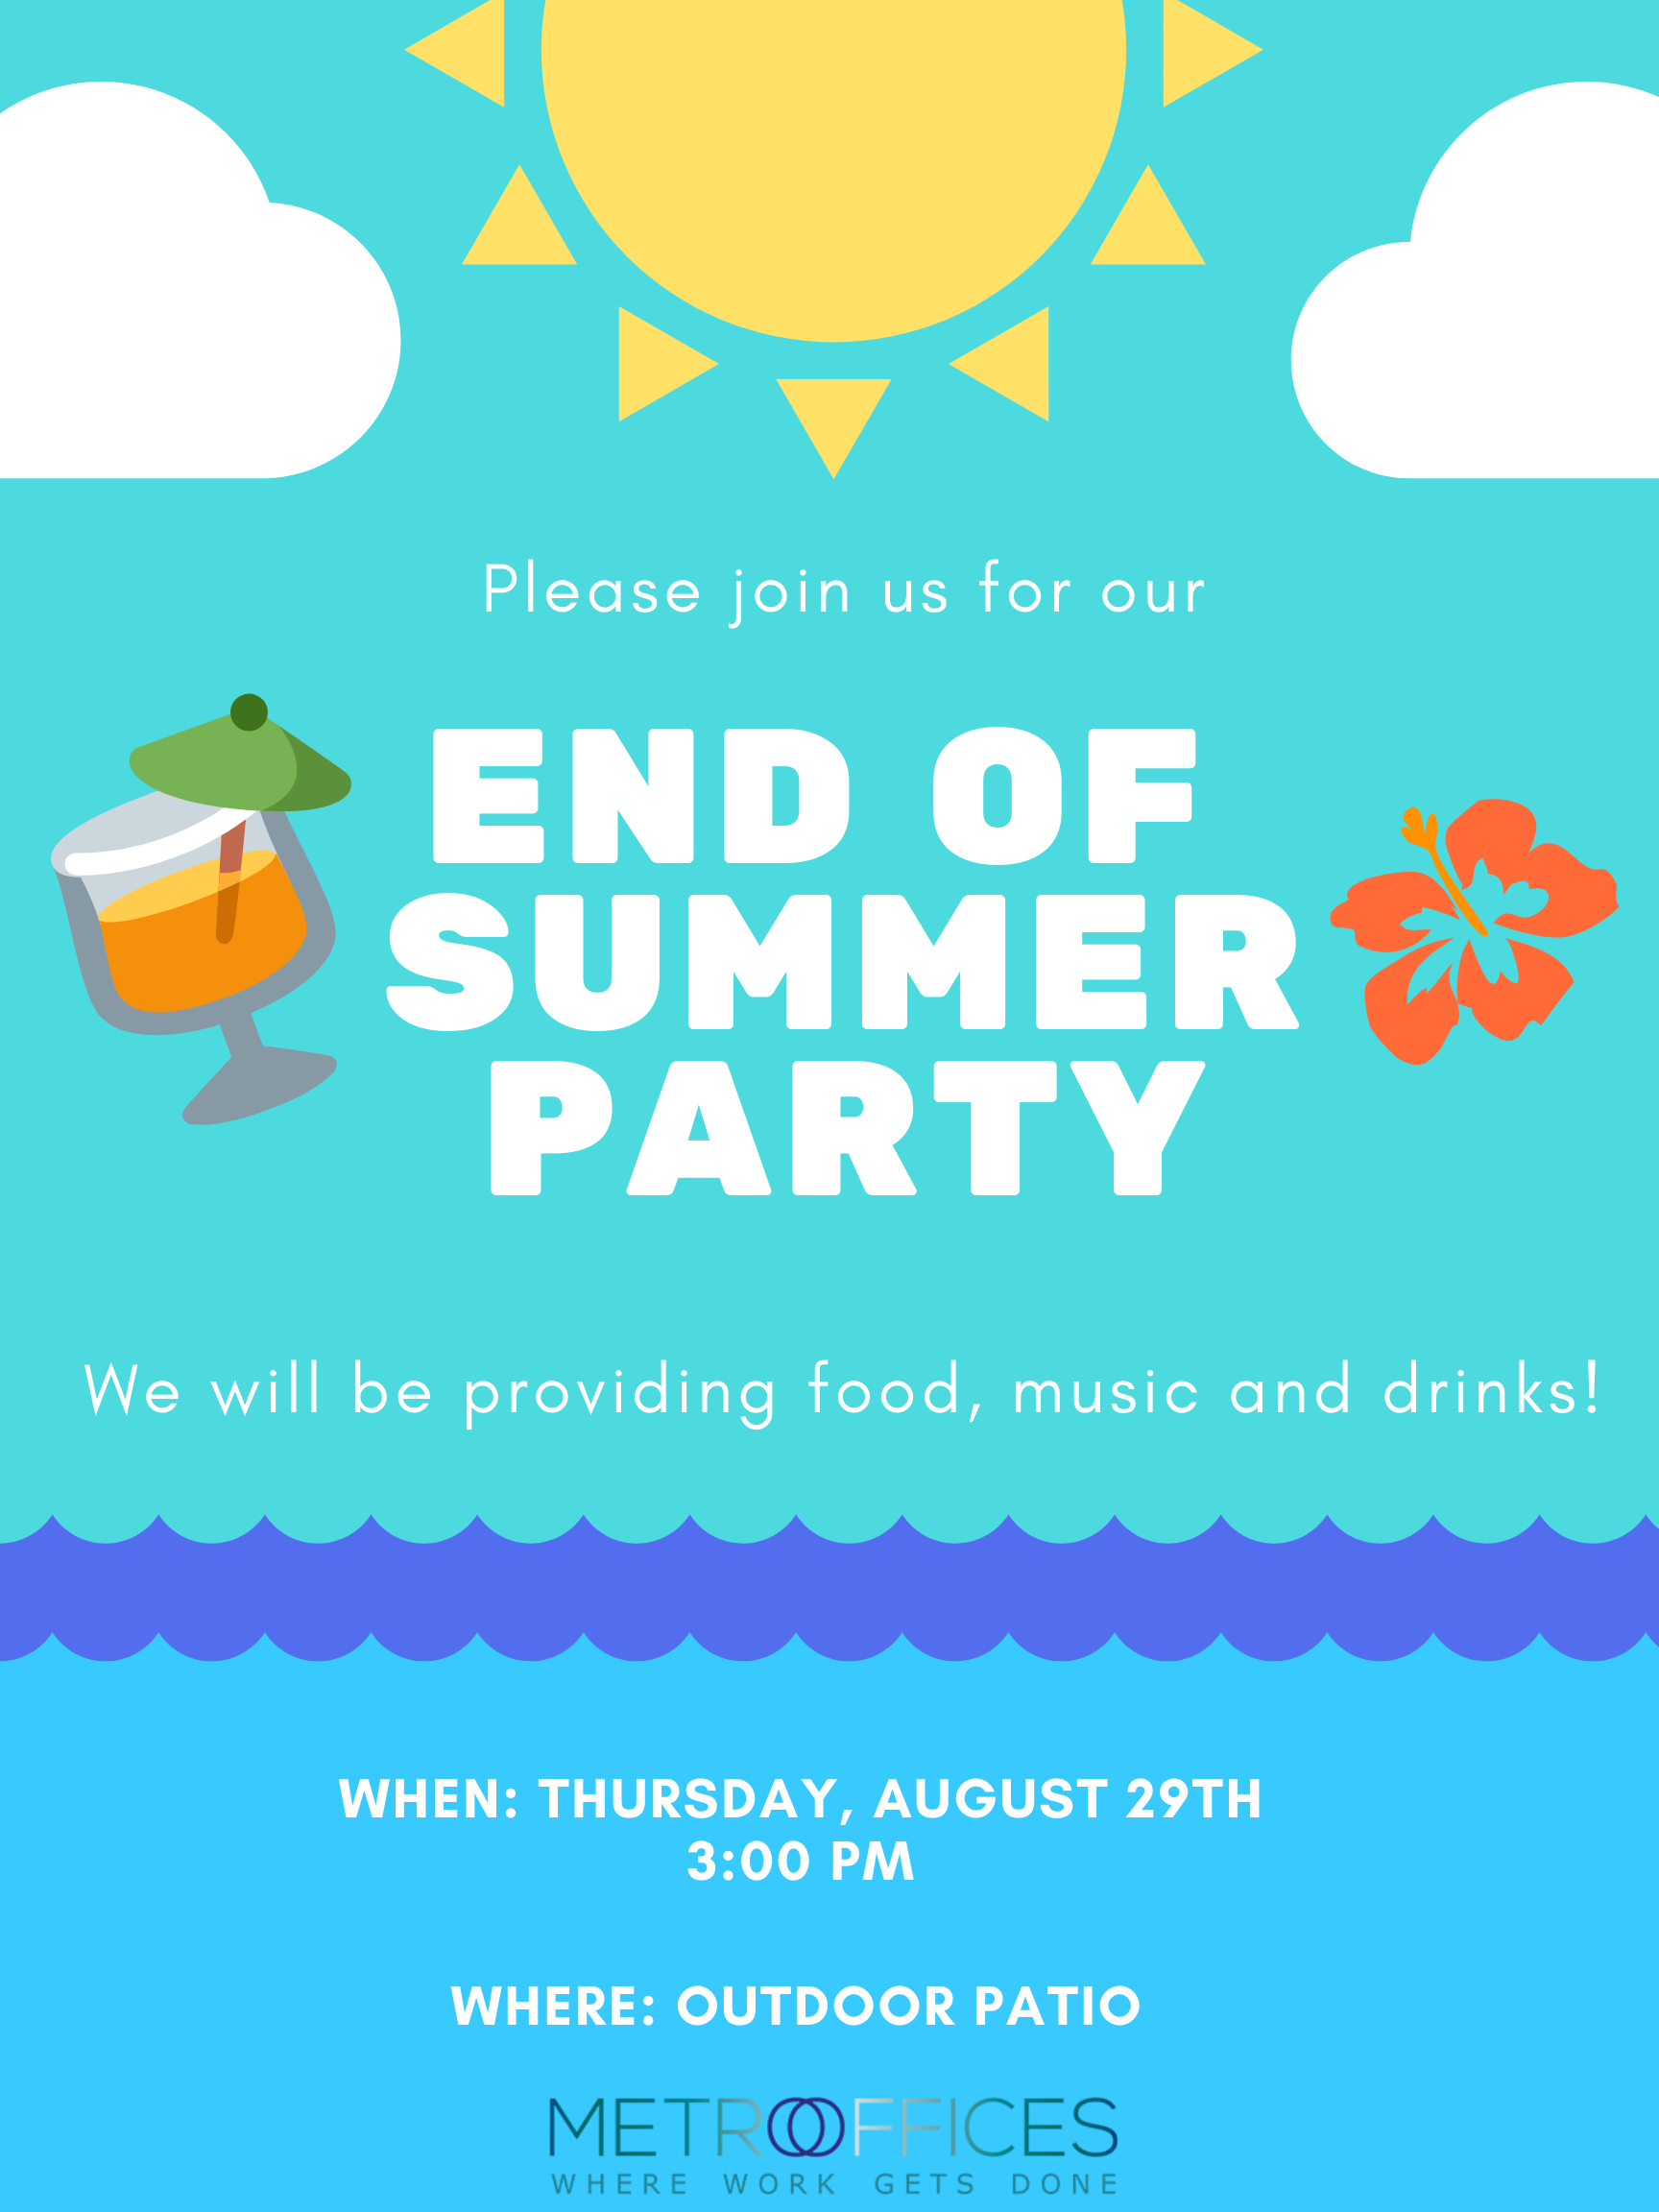 Please join us for our
END OF
SUMMER
PARTY
We will be providing food, music and drinks!
WHEN: THURSDAY, AUGUST 29TH
3:00 PM
WHERE: OUTDOOR PATIO
METROOFFICES
WHERE WORK GETS DONE